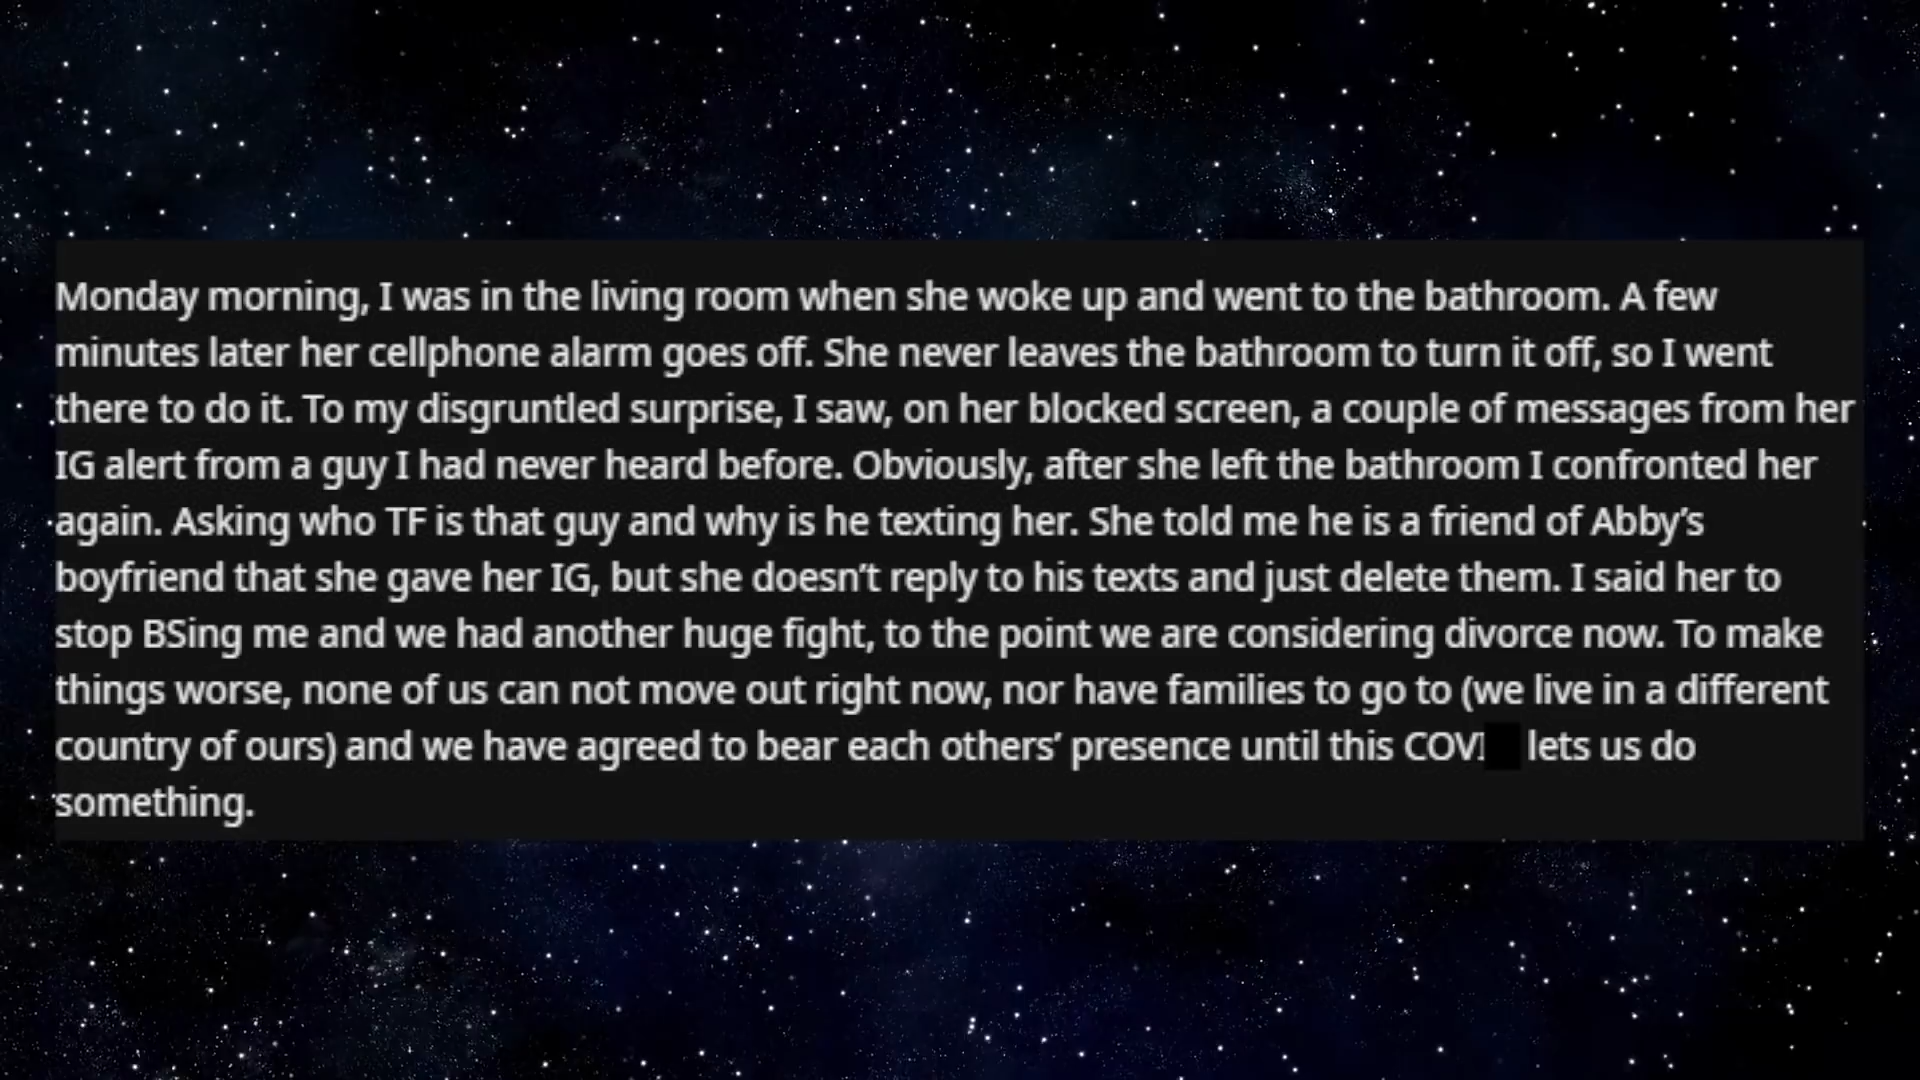 Monday morning, I was in the living room when she woke up and went to the bathroom. A few
minutes later her cellphone alarm goes off. She never leaves the bathroom to turn it off, so I went
there to do it. To my disgruntled surprise, I saw, on her blocked screen, a couple of messages from her
IG alert from a guy I had never heard before. Obviously, after she left the bathroom I confronted her
again. Asking who TF is that guy and why is he texting her. She told me he is a friend of Abby’s
boyfriend that she gave her IG, but she doesn’t reply to his texts and just delete them. I said her to
stop BSing me and we had another huge fight, to the point we are considering divorce now. To make
things worse, none of us can not move out right now, nor have families to go to (we live in a different
country of ours) and we have agreed to bear each others’ presence until this COVI lets us do
something.